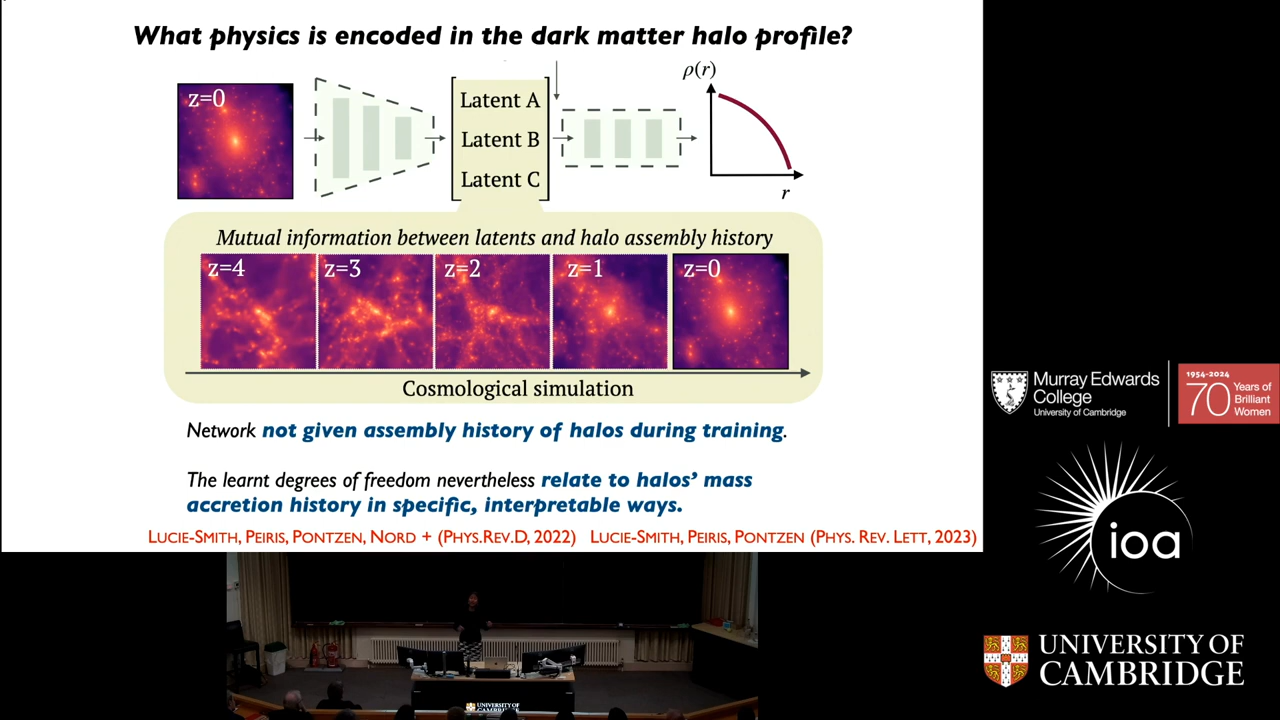 What physics is encoded in the dark matter halo profile?
z=0
Latent A
Latent B
Latent C
ρ(r)
r
Mutual information between latents and halo assembly history
z=4
z=3
z=2
z=1
z=0
Cosmological simulation
Network not given assembly history of halos during training.
The learnt degrees of freedom nevertheless relate to halos' mass
accretion history in specific, interpretable ways.
LUCIE-SMITH, PEIRIS, PONTZEN, NORD + (PHYS.REV.D, 2022) LUCIE-SMITH, PEIRIS, PONTZEN (PHYS. REV. LETT, 2023)
Murray Edwards
College
University of Cambridge
1954-2024
70 Years of
Brilliant
Women
ioa
UNIVERSITY OF
CAMBRIDGE
UNIVERSITY OF
CAMBRIDGE